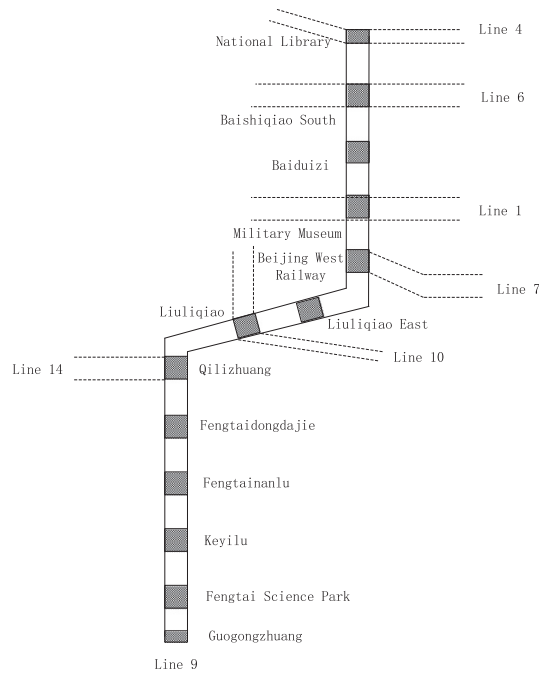 Line 4
National Library
Line 6
Baishiqiao South
Baiduizi
Line 1
Military Museum
Beijing West
Railway
Line 7
Liuliqiao
Liuliqiao East
Line 10
Line 14
Qilizhuang
Fengtaidongdajie
Fengtainanlu
Keyilu
Fengtai Science Park
Guogongzhuang
Line 9